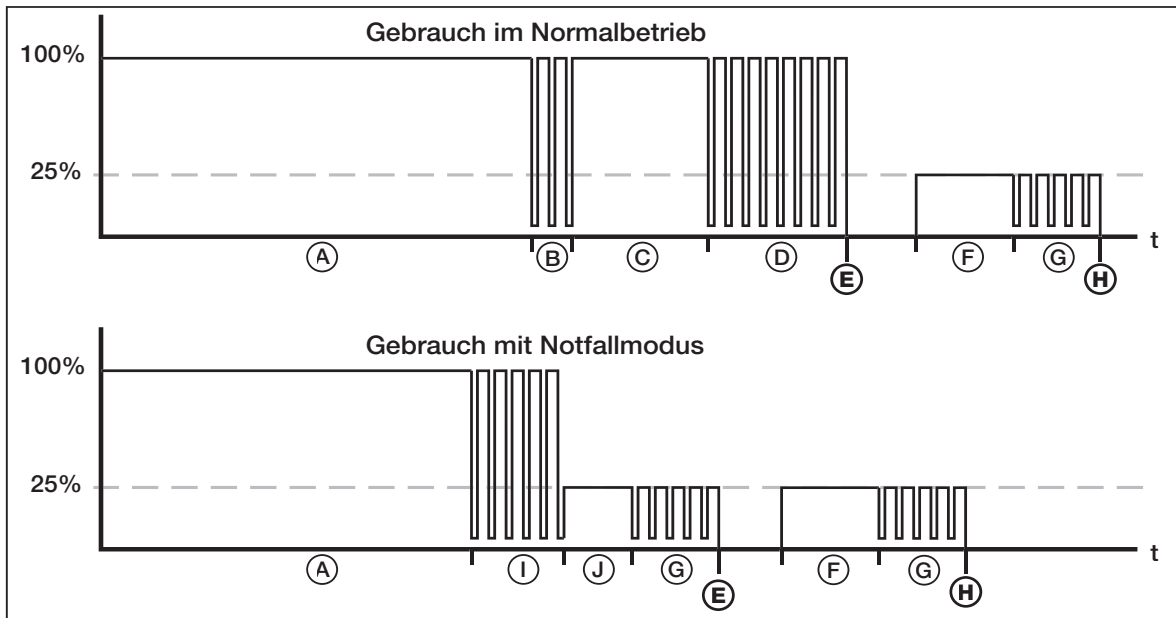 Gebrauch im Normalbetrieb
100%
25%
t
A B C D F G
E H
Gebrauch mit Notfallmodus
100%
25%
t
A I J G F G
E H